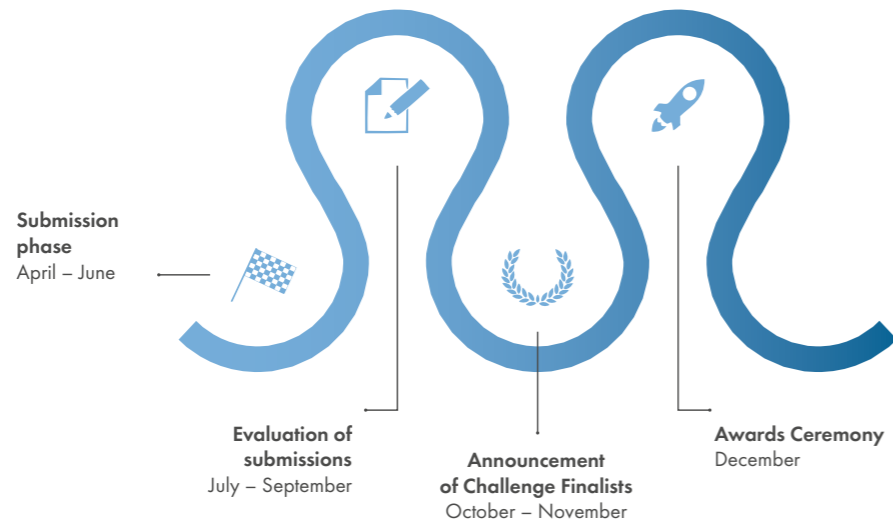 Submission
phase
April – June
Evaluation of
submissions
July – September
Announcement
of Challenge Finalists
October – November
Awards Ceremony
December